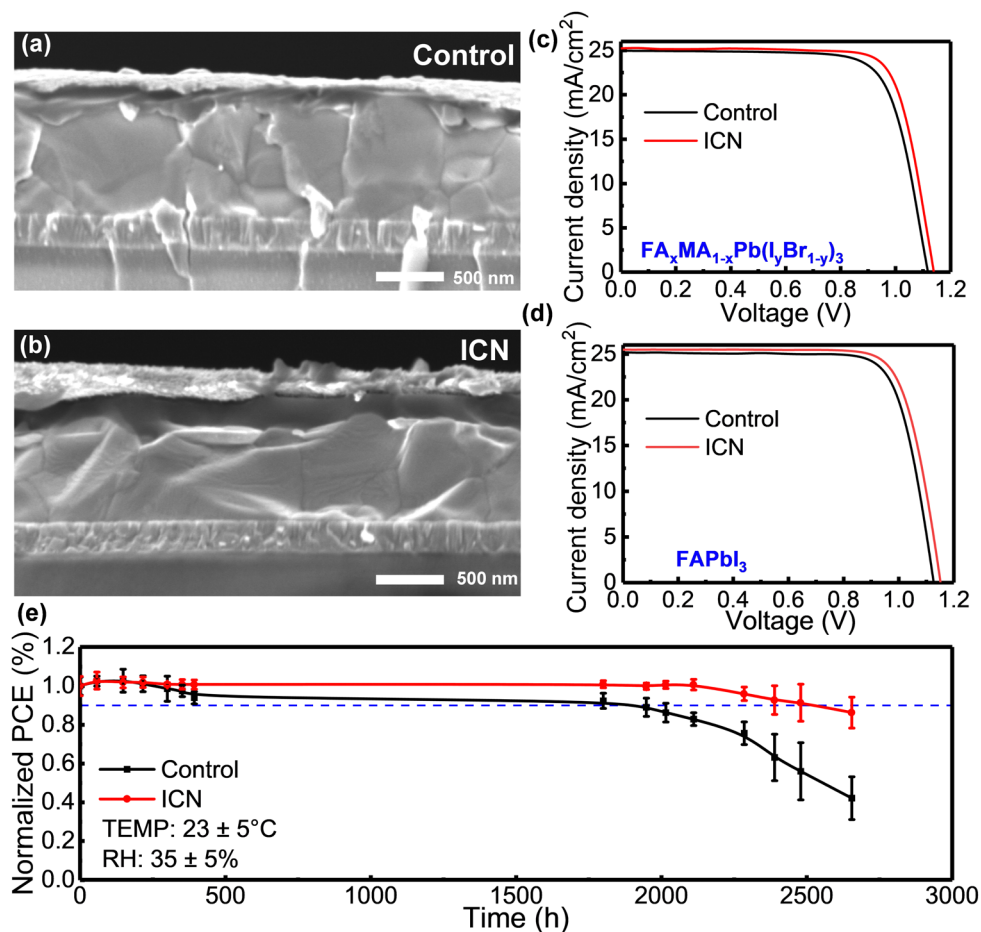 (a)
Control
500 nm
(b)
ICN
500 nm
(c)
Current density (mA/cm²)
25
20
15
10
5
0
Control
ICN
FAₓMA₁₋ₓPb(IᵧBr₁₋ᵧ)₃
0.0 0.2 0.4 0.6 0.8 1.0 1.2
Voltage (V)
(d)
Current density (mA/cm²)
25
20
15
10
5
0
Control
ICN
FAPbI₃
0.0 0.2 0.4 0.6 0.8 1.0 1.2
Voltage (V)
(e)
Normalized PCE (%)
1.2
1.0
0.8
0.6
0.4
0.2
0.0
Control
ICN
TEMP: 23 ± 5°C
RH: 35 ± 5%
0 500 1000 1500 2000 2500 3000
Time (h)